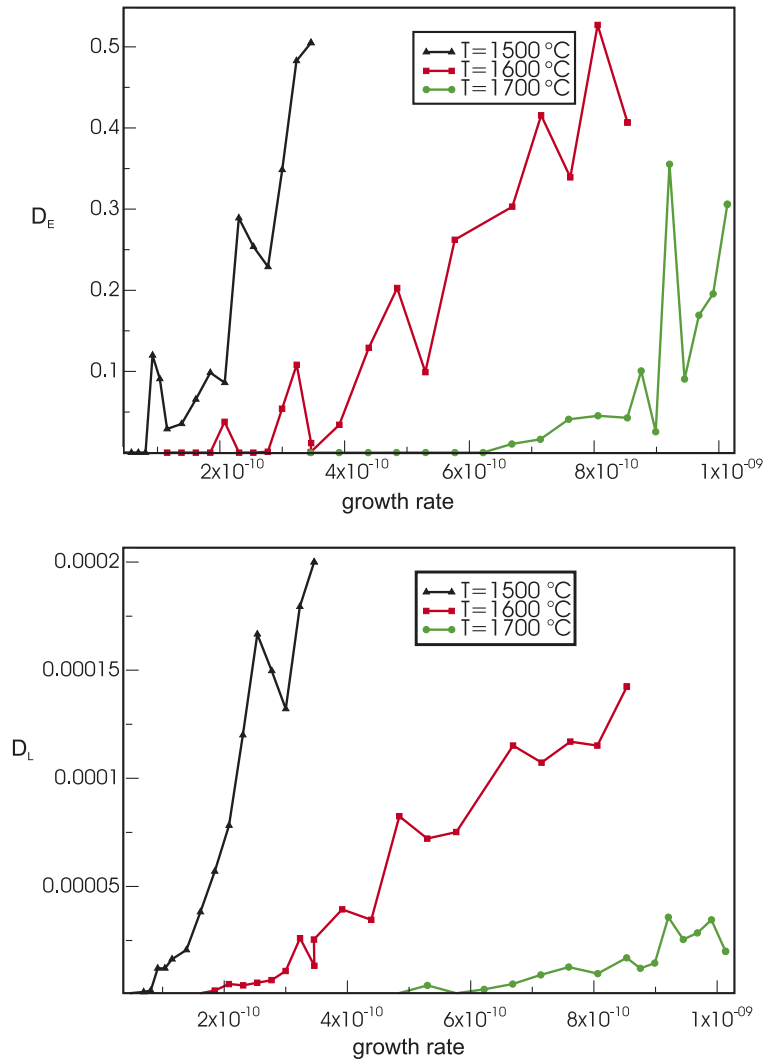 0.5
0.4
0.3
0.2
0.1
D_E
T=1500 °C
T=1600 °C
T=1700 °C
2x10⁻¹⁰ 4x10⁻¹⁰ 6x10⁻¹⁰ 8x10⁻¹⁰ 1x10⁻⁰⁹
growth rate
0.0002
0.00015
0.0001
0.00005
D_L
T=1500 °C
T=1600 °C
T=1700 °C
2x10⁻¹⁰ 4x10⁻¹⁰ 6x10⁻¹⁰ 8x10⁻¹⁰ 1x10⁻⁰⁹
growth rate